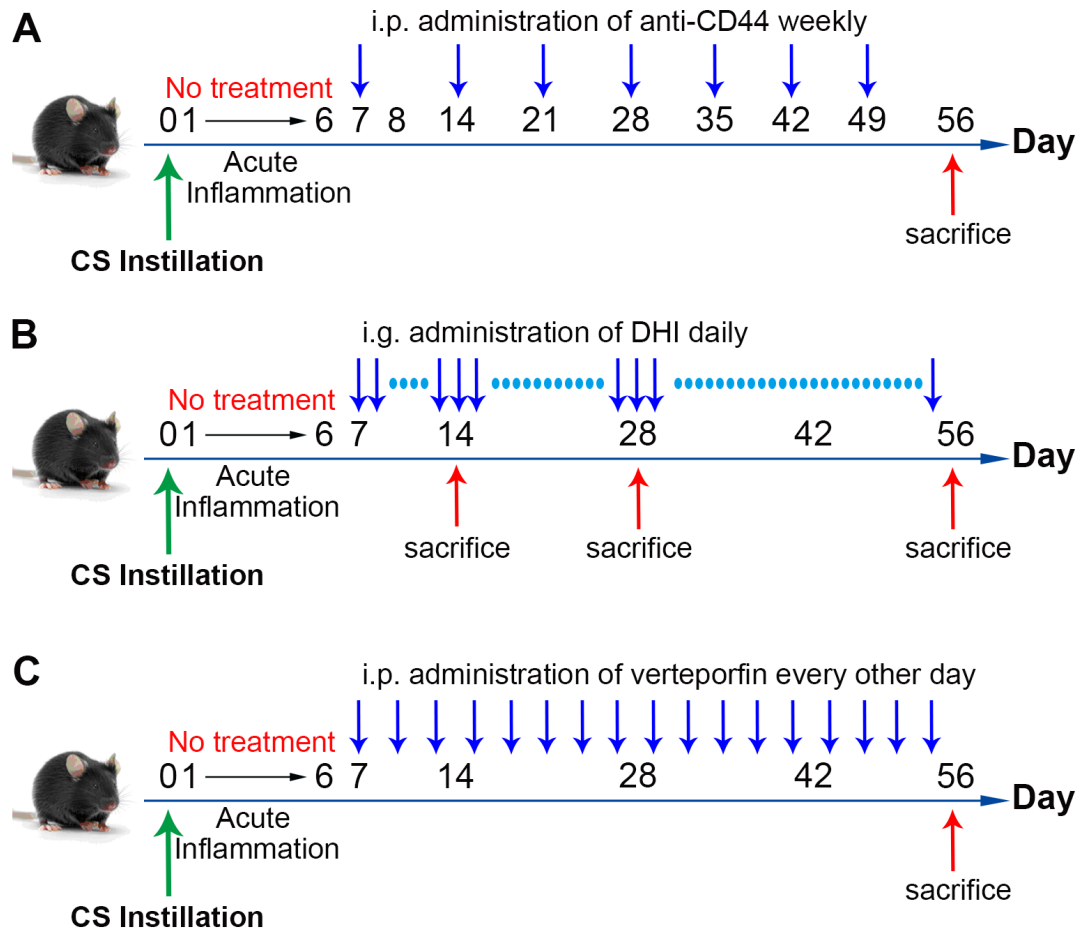 A
i.p. administration of anti-CD44 weekly
No treatment
01 6 7 8 14 21 28 35 42 49 56
Day
Acute
Inflammation
CS Instillation
sacrifice
B
i.g. administration of DHI daily
No treatment
01 6 7 14 28 42 56
Day
Acute
Inflammation
sacrifice sacrifice sacrifice
CS Instillation
C
i.p. administration of verteporfin every other day
No treatment
01 6 7 14 28 42 56
Day
Acute
Inflammation
sacrifice
CS Instillation